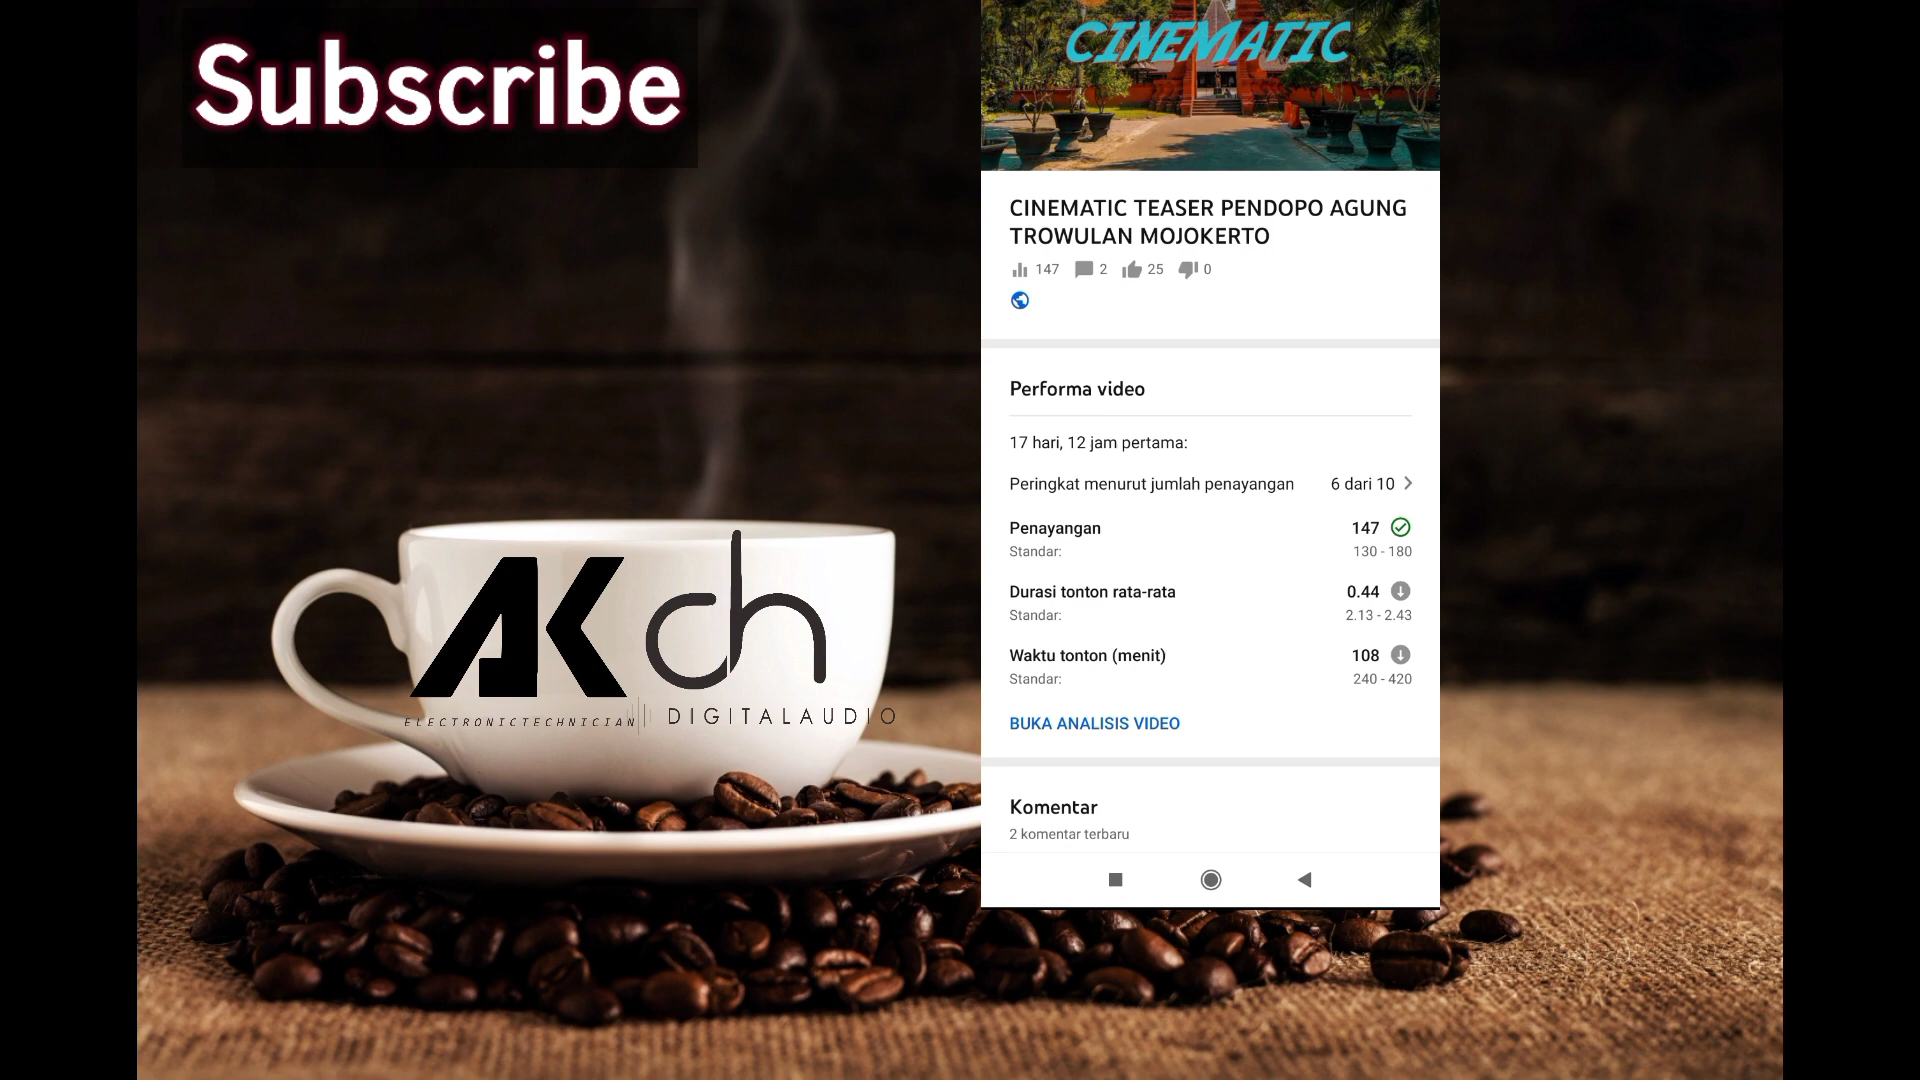 Subscribe
AK ch
ELECTRONICTECHNICIAN DIGITALAUDIO
CINEMATIC
CINEMATIC TEASER PENDOPO AGUNG
TROWULAN MOJOKERTO
147 2 25 0
Performa video
17 hari, 12 jam pertama:
Peringkat menurut jumlah penayangan 6 dari 10
Penayangan 147
Standar: 130 - 180
Durasi tonton rata-rata 0.44
Standar: 2.13 - 2.43
Waktu tonton (menit) 108
Standar: 240 - 420
BUKA ANALISIS VIDEO
Komentar
2 komentar terbaru